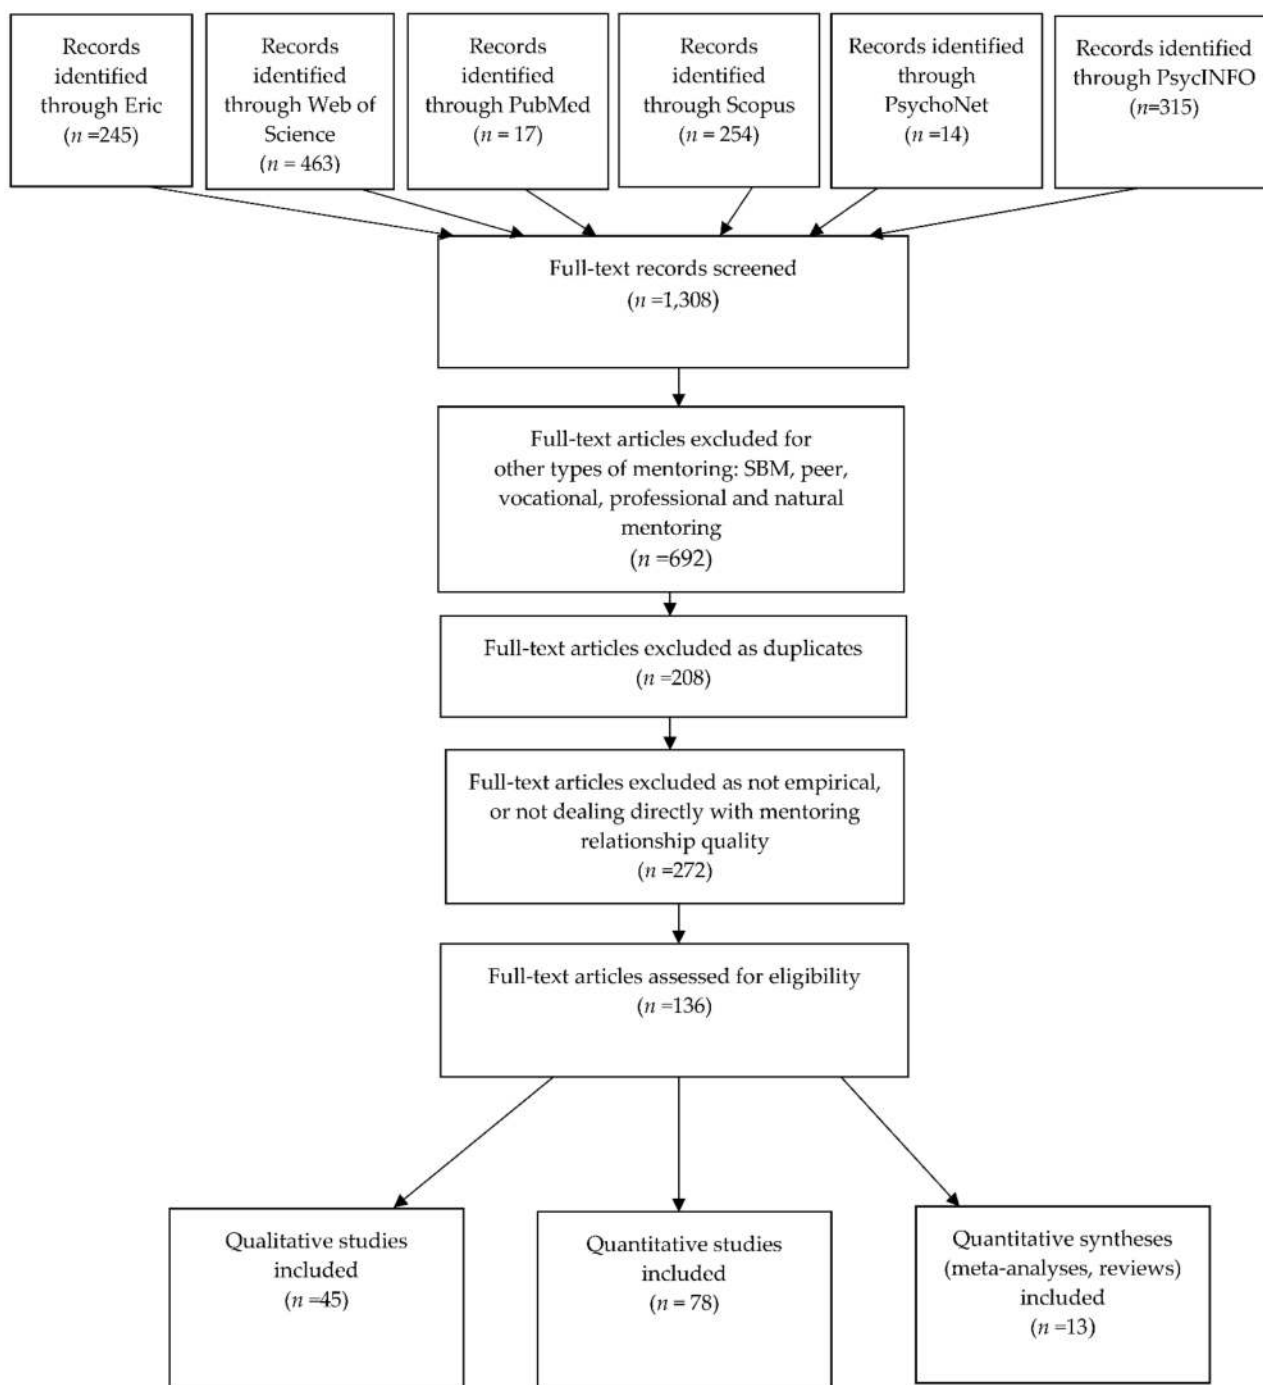 Records
identified
through Eric
(n =245)
Records
identified
through Web of
Science
(n = 463)
Records
identified
through PubMed
(n = 17)
Records
identified
through Scopus
(n = 254)
Records identified
through
PsychoNet
(n =14)
Records identified
through PsycINFO
(n=315)
Full-text records screened
(n =1,308)
Full-text articles excluded for
other types of mentoring: SBM, peer,
vocational, professional and natural
mentoring
(n =692)
Full-text articles excluded as duplicates
(n =208)
Full-text articles excluded as not empirical,
or not dealing directly with mentoring
relationship quality
(n =272)
Full-text articles assessed for eligibility
(n =136)
Qualitative studies
included
(n =45)
Quantitative studies
included
(n = 78)
Quantitative syntheses
(meta-analyses, reviews)
included
(n =13)